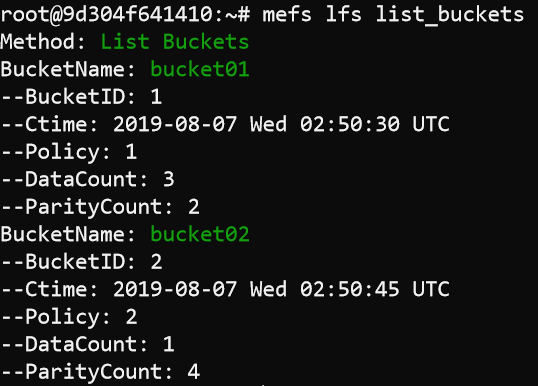 root@9d304f641410:~# mefs lfs list_buckets
Method: List Buckets
BucketName: bucket01
--BucketID: 1
--Ctime: 2019-08-07 Wed 02:50:30 UTC
--Policy: 1
--DataCount: 3
--ParityCount: 2
BucketName: bucket02
--BucketID: 2
--Ctime: 2019-08-07 Wed 02:50:45 UTC
--Policy: 2
--DataCount: 1
--ParityCount: 4